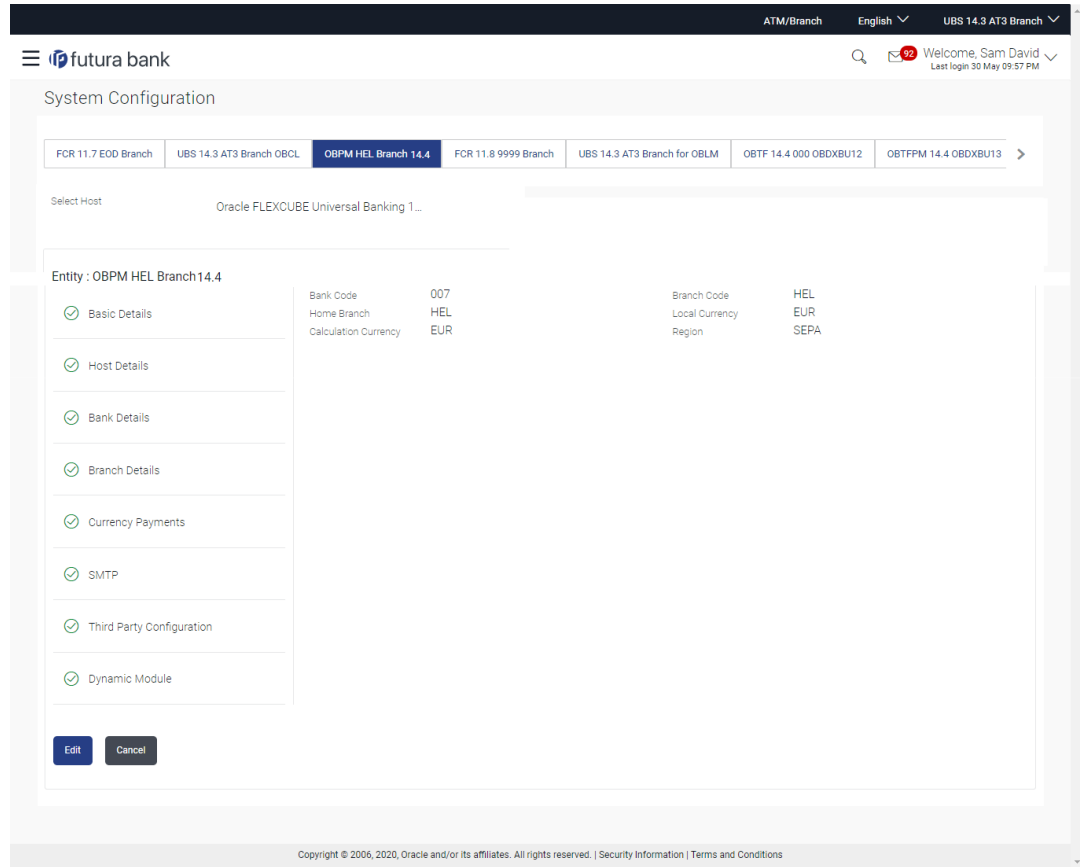 ATM/Branch English UBS 14.3 AT3 Branch
futura bank 92 Welcome, Sam David
Last login 30 May 09:57 PM
System Configuration
FCR 11.7 EOD Branch UBS 14.3 AT3 Branch OBCL OBPM HEL Branch 14.4 FCR 11.8 9999 Branch UBS 14.3 AT3 Branch for OBLM OBTF 14.4 000 OBDXBU12 OBTFPM 14.4 OBDXBU13
Select Host Oracle FLEXCUBE Universal Banking 1...
Entity : OBPM HEL Branch14.4
Bank Code 007 Branch Code HEL
Basic Details Home Branch HEL Local Currency EUR
Calculation Currency EUR Region SEPA
Host Details
Bank Details
Branch Details
Currency Payments
SMTP
Third Party Configuration
Dynamic Module
Edit Cancel
Copyright © 2006, 2020, Oracle and/or its affiliates. All rights reserved. | Security Information | Terms and Conditions